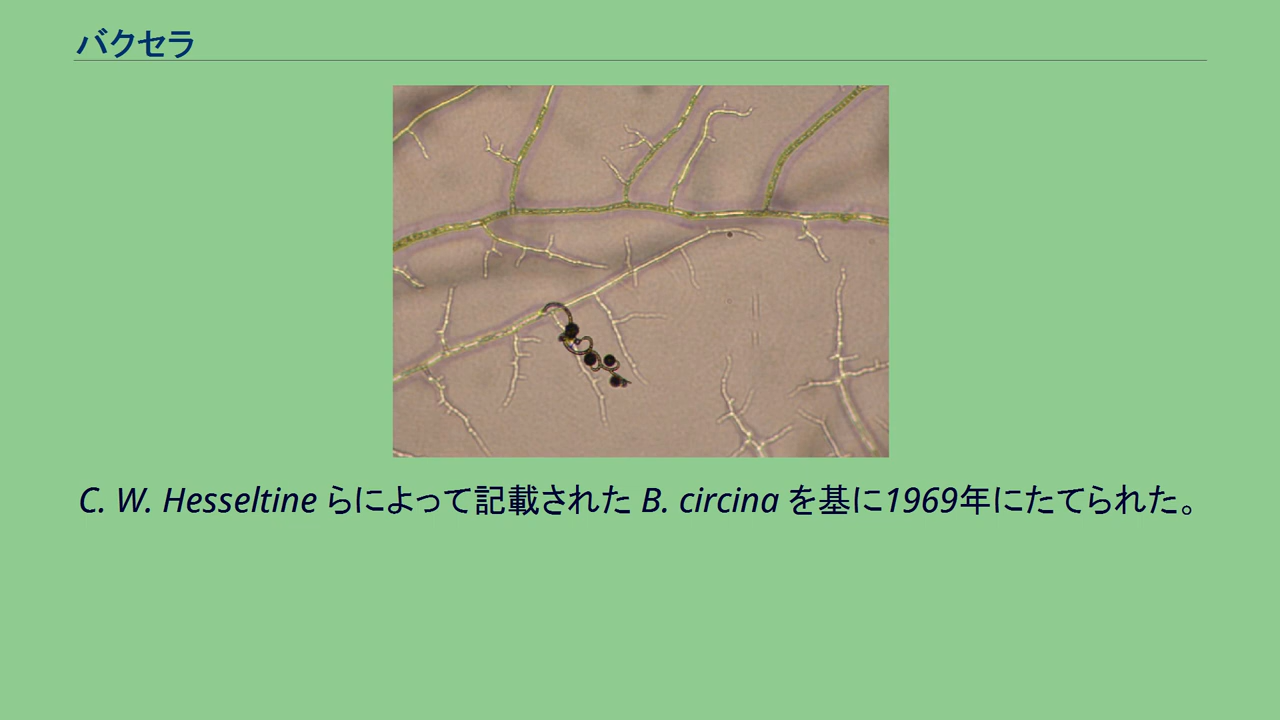 バクセラ
C. W. Hesseltine らによって記載された B. circina を基に1969年にたてられた。